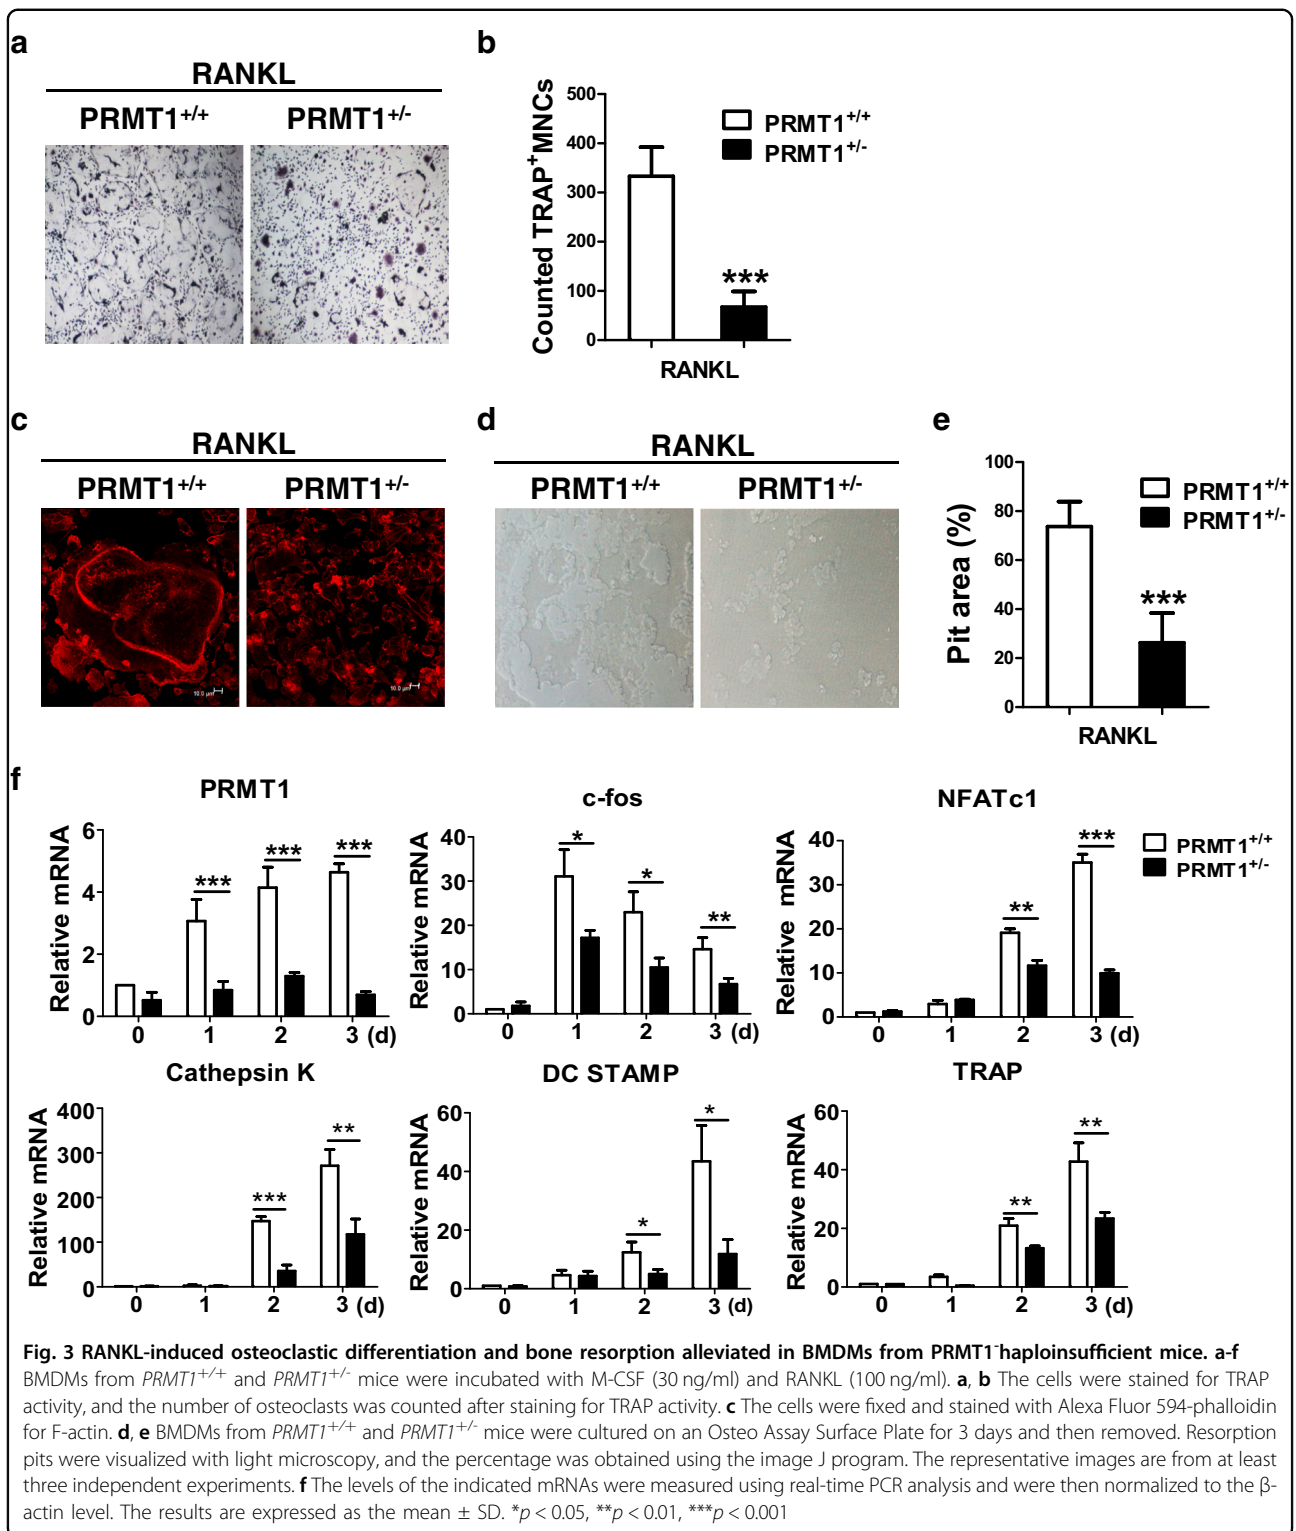 a
RANKL
PRMT1+/+ PRMT1+/-
b
Counted TRAP+MNCs
500
400
300
200
100
0
***
RANKL
PRMT1+/+
PRMT1+/-
c
RANKL
PRMT1+/+ PRMT1+/-
10.0 µm
10.0 µm
d
RANKL
PRMT1+/+ PRMT1+/-
e
Pit area (%)
100
80
60
40
20
0
***
RANKL
PRMT1+/+
PRMT1+/-
f
PRMT1
Relative mRNA
6
4
2
0
*** *** ***
0 1 2 3 (d)
c-fos
Relative mRNA
40
30
20
10
0
* * **
0 1 2 3 (d)
NFATc1
Relative mRNA
40
30
20
10
0
** ***
0 1 2 3 (d)
PRMT1+/+
PRMT1+/-
Cathepsin K
Relative mRNA
400
300
200
100
0
*** **
0 1 2 3 (d)
DC STAMP
Relative mRNA
60
40
20
0
* *
0 1 2 3 (d)
TRAP
Relative mRNA
60
40
20
0
** **
0 1 2 3 (d)
Fig. 3 RANKL-induced osteoclastic differentiation and bone resorption alleviated in BMDMs from PRMT1-haploinsufficient mice. a-f
BMDMs from PRMT1+/+ and PRMT1+/- mice were incubated with M-CSF (30 ng/ml) and RANKL (100 ng/ml). a, b The cells were stained for TRAP
activity, and the number of osteoclasts was counted after staining for TRAP activity. c The cells were fixed and stained with Alexa Fluor 594-phalloidin
for F-actin. d, e BMDMs from PRMT1+/+ and PRMT1+/- mice were cultured on an Osteo Assay Surface Plate for 3 days and then removed. Resorption
pits were visualized with light microscopy, and the percentage was obtained using the image J program. The representative images are from at least
three independent experiments. f The levels of the indicated mRNAs were measured using real-time PCR analysis and were then normalized to the β-
actin level. The results are expressed as the mean ± SD. *p < 0.05, **p < 0.01, ***p < 0.001